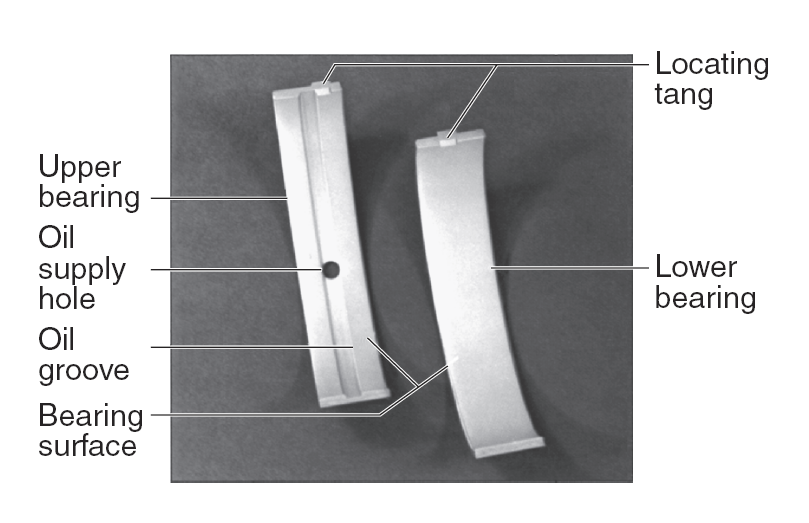 Locating
tang
Upper
bearing
Oil
supply
hole
Lower
bearing
Oil
groove
Bearing
surface